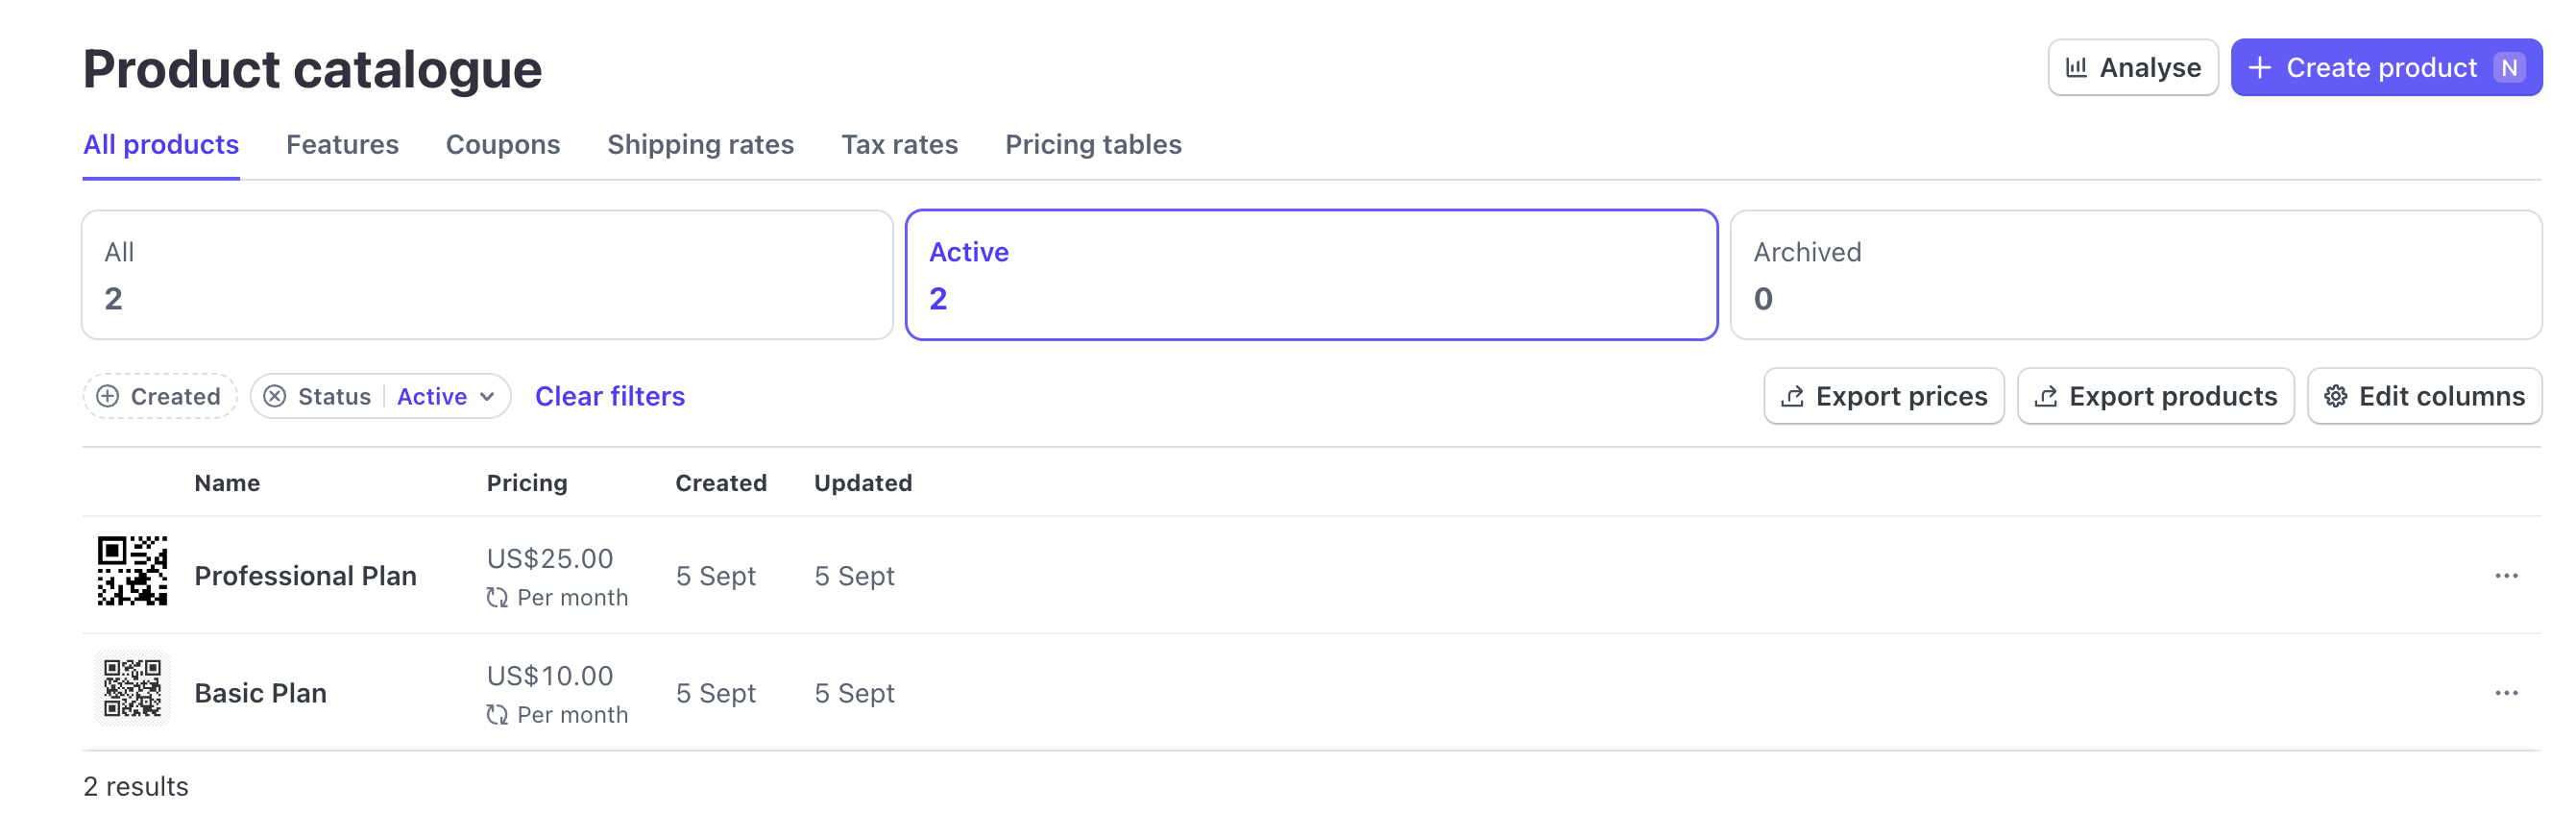 Product catalogue
Analyse
Create product N
All products Features Coupons Shipping rates Tax rates Pricing tables
All
2
Active
2
Archived
0
Created
Status Active
Clear filters
Export prices
Export products
Edit columns
Name Pricing Created Updated
Professional Plan
US$25.00
Per month
5 Sept
5 Sept
Basic Plan
US$10.00
Per month
5 Sept
5 Sept
2 results